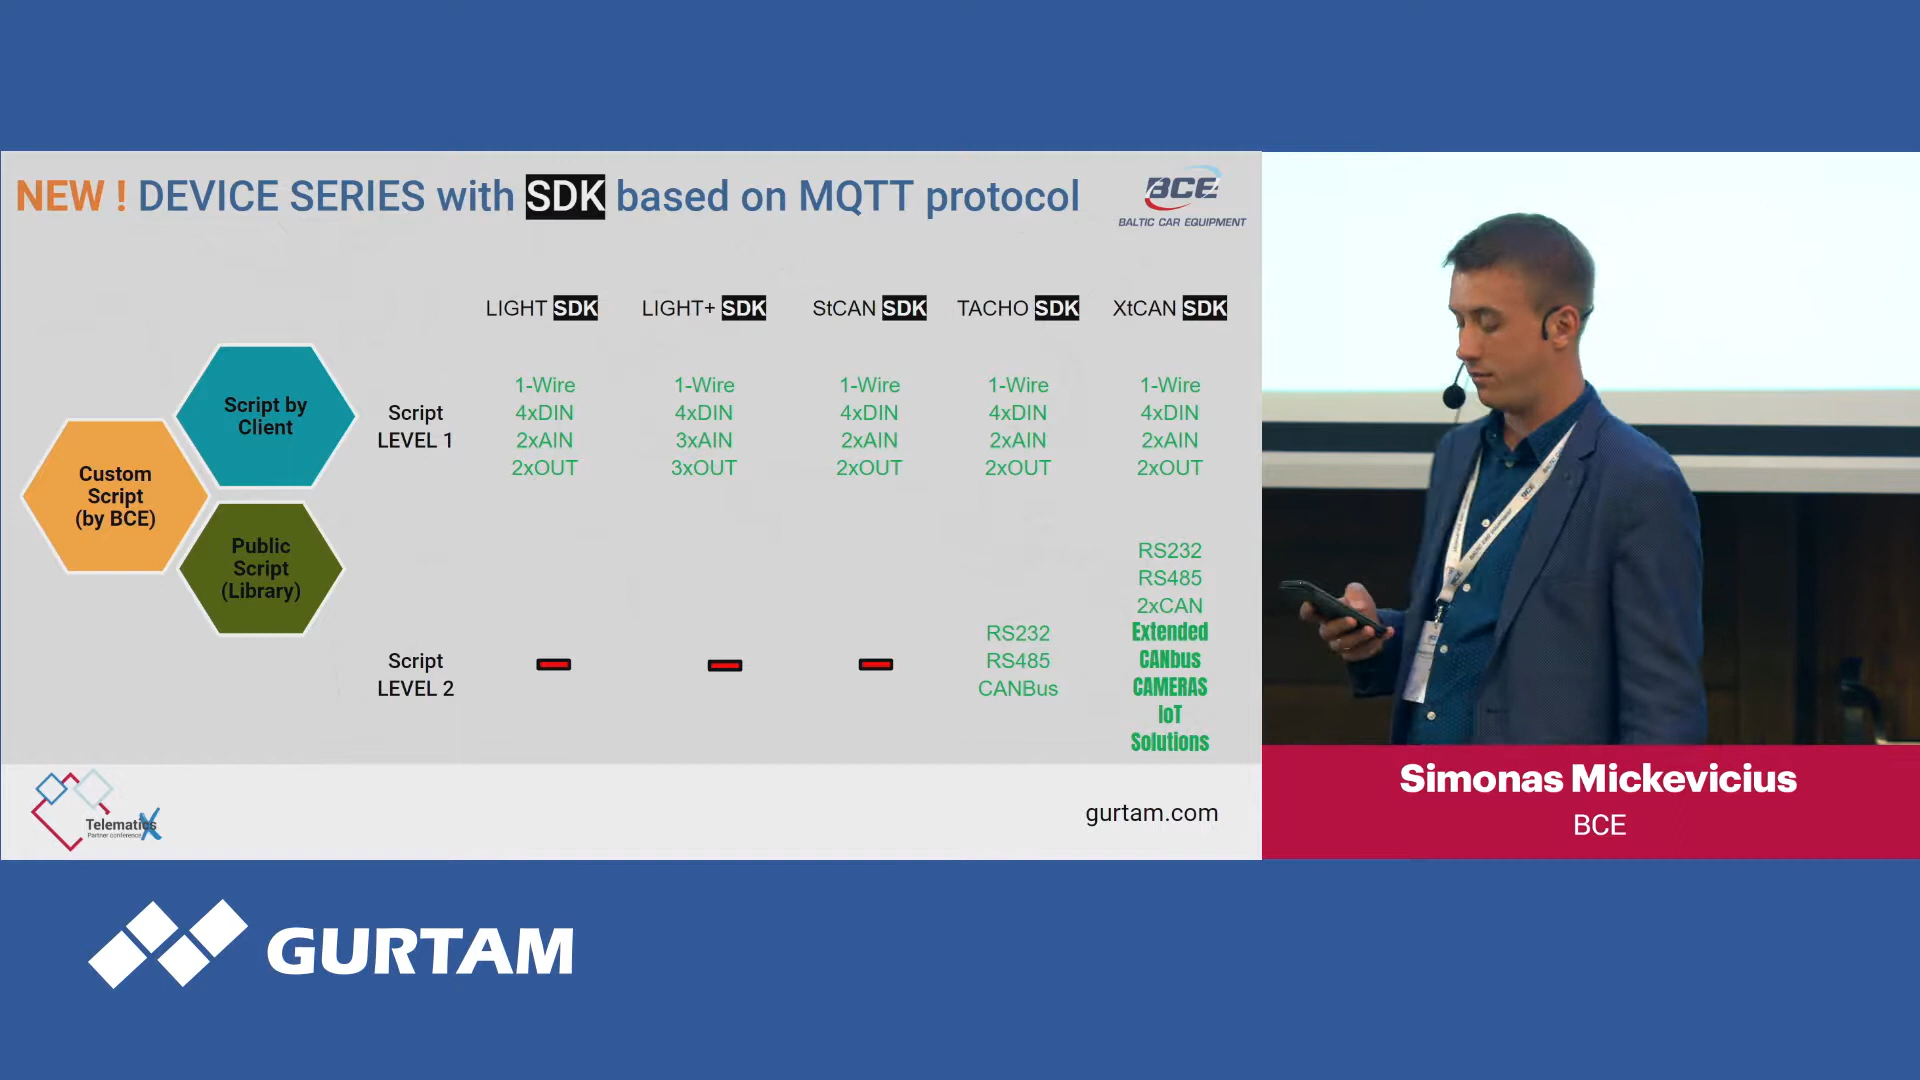 NEW ! DEVICE SERIES with SDK based on MQTT protocol
BCE
BALTIC CAR EQUIPMENT
LIGHT SDK
LIGHT+ SDK
StCAN SDK
TACHO SDK
XtCAN SDK
Script by
Client
Custom
Script
(by BCE)
Public
Script
(Library)
Script
LEVEL 1
1-Wire
4xDIN
2xAIN
2xOUT
1-Wire
4xDIN
3xAIN
3xOUT
1-Wire
4xDIN
2xAIN
2xOUT
1-Wire
4xDIN
2xAIN
2xOUT
1-Wire
4xDIN
2xAIN
2xOUT
Script
LEVEL 2
RS232
RS485
CANBus
RS232
RS485
2xCAN
Extended
CANbus
CAMERAS
IoT
Solutions
Telematics X
Partner conference
gurtam.com
Simonas Mickevicius
BCE
GURTAM